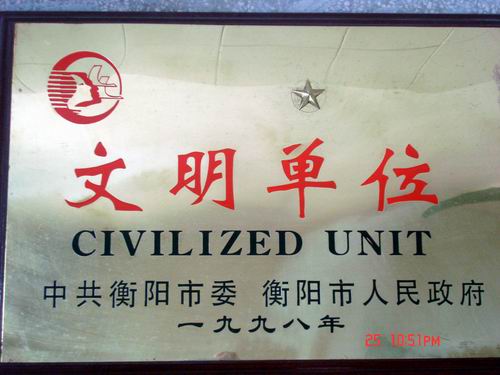 文明单位
CIVILIZED UNIT
中共衡阳市委 衡阳市人民政府
一九九八年
25 10:51PM